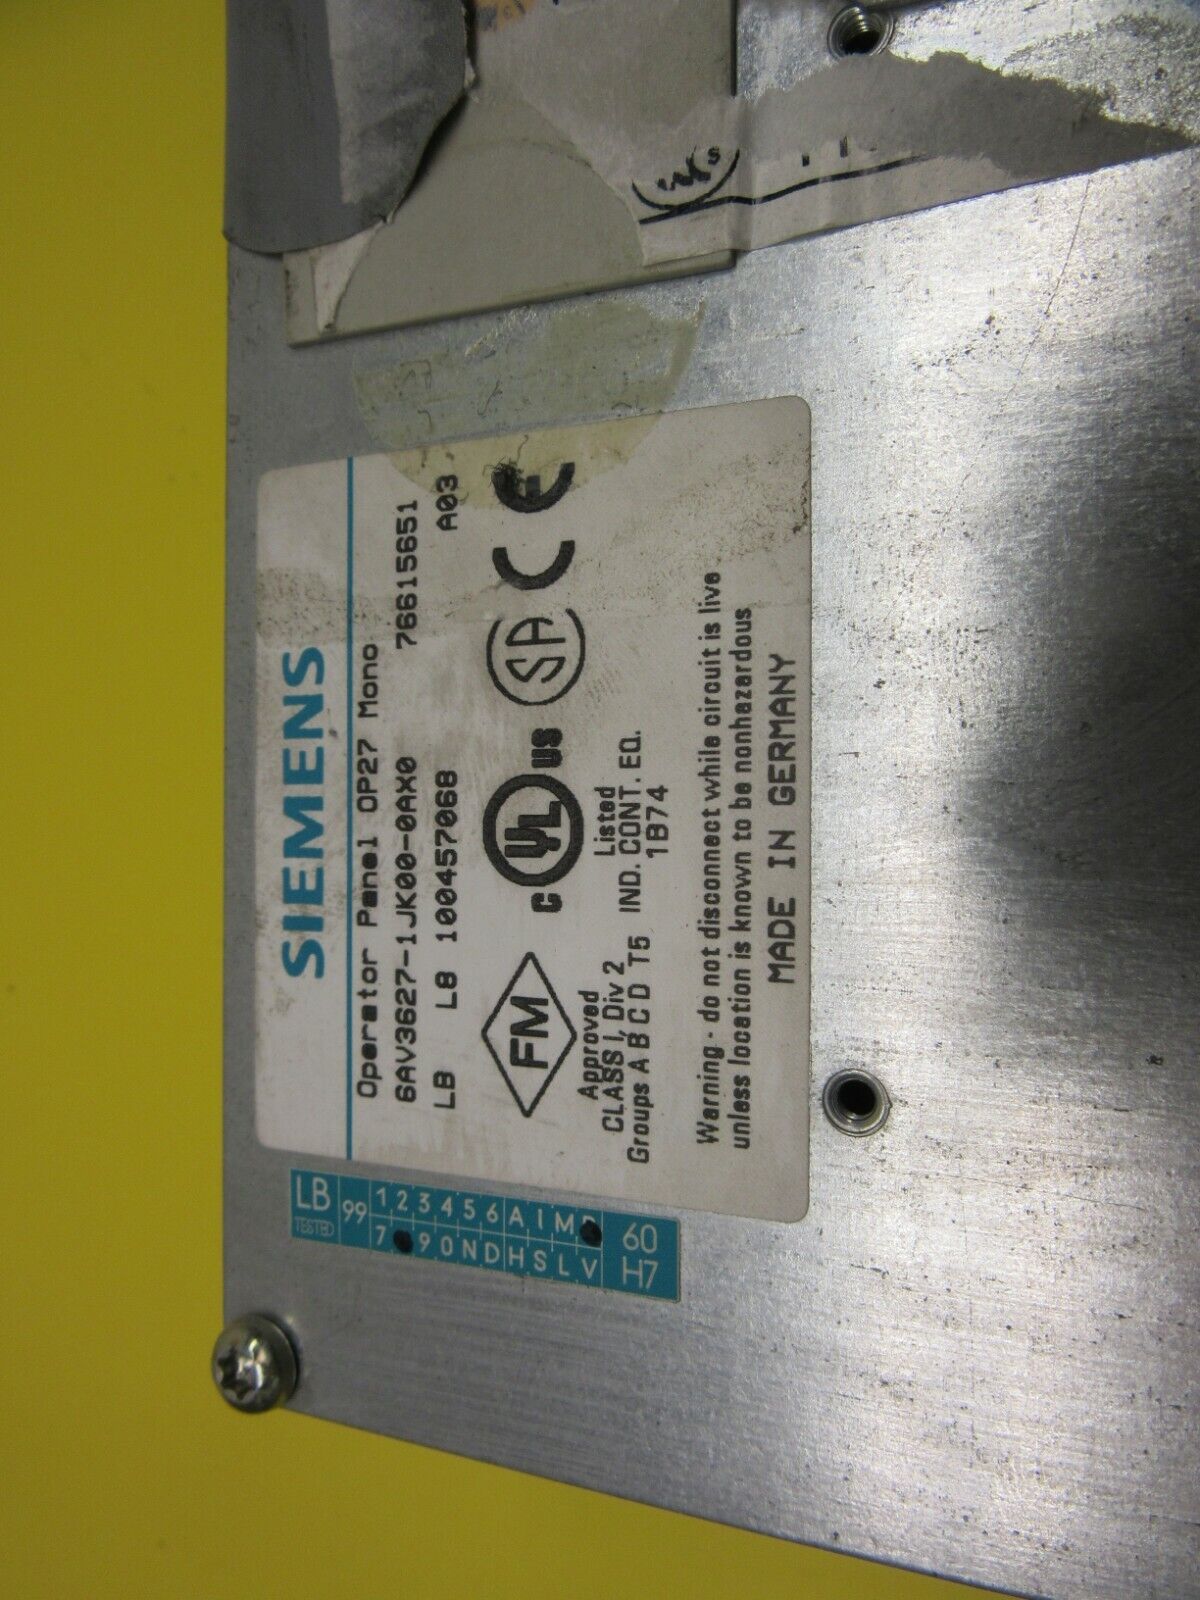 SIEMENS
Operator Panel OP27 Mono
6AV3627-1JK00-0AX0 76615651
LB L8 100457068 A03
FM
C UL US
SA
CE
Approved
CLASS I, Div 2
Groups A B C D T5
Listed
IND. CONT. EQ.
1B74
Warning - do not disconnect while circuit is live
unless location is known to be nonhazardous
MADE IN GERMANY
LB
TESTED
99
1 2 3 4 5 6 A I M
7 9 0 N D H S L V
60
H7